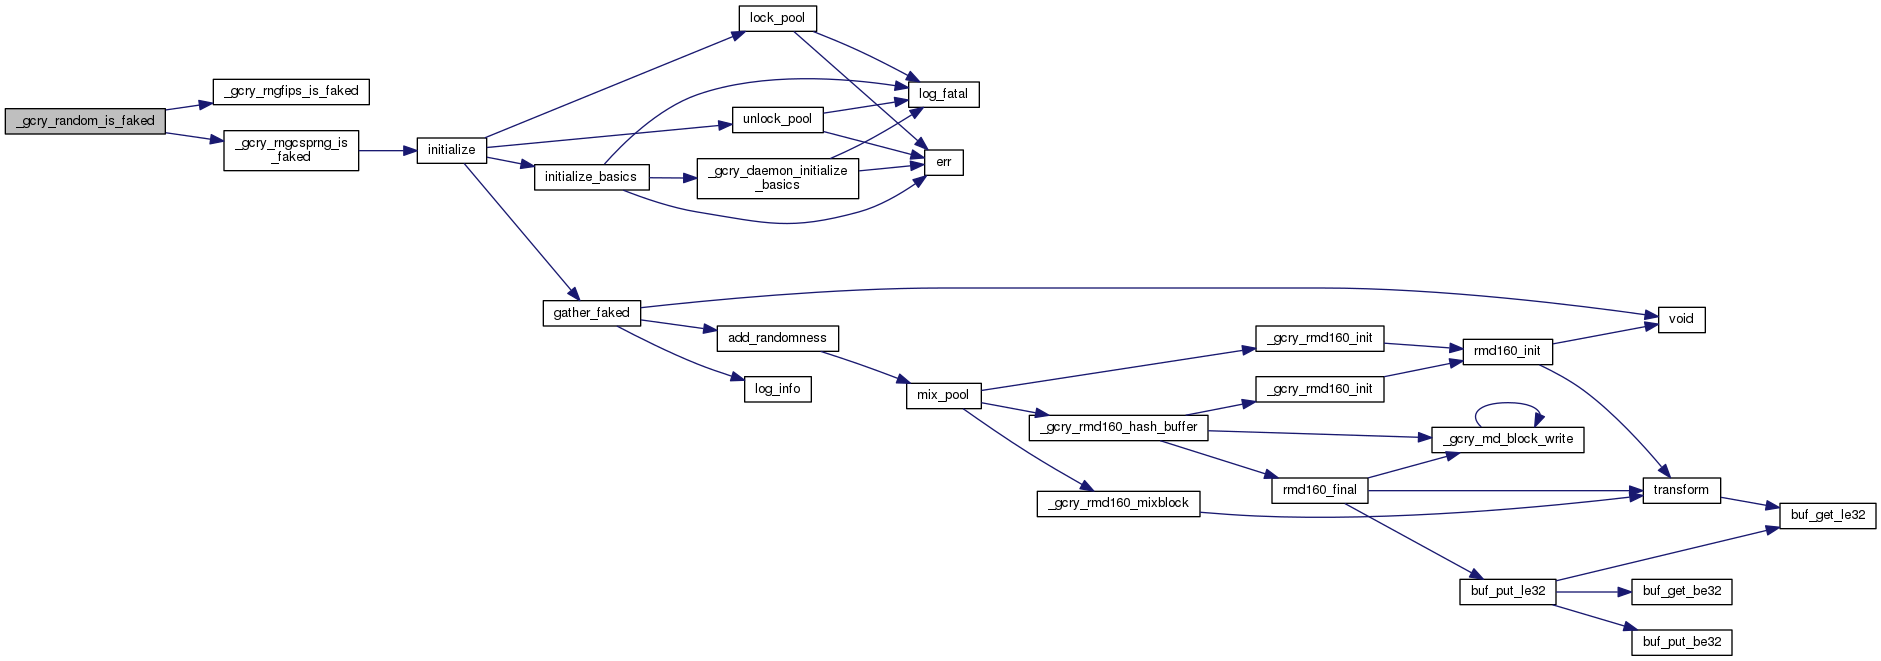 lock_pool
_gcry_rngfips_is_faked
log_fatal
_gcry_random_is_faked
unlock_pool
_gcry_rngcsprng_is
_faked
initialize
err
initialize_basics
_gcry_daemon_initialize
_basics
gather_faked
void
add_randomness
_gcry_rmd160_init
rmd160_init
log_info
mix_pool
_gcry_rmd160_init
_gcry_rmd160_hash_buffer
_gcry_md_block_write
rmd160_final
transform
_gcry_rmd160_mixblock
buf_get_le32
buf_put_le32
buf_get_be32
buf_put_be32